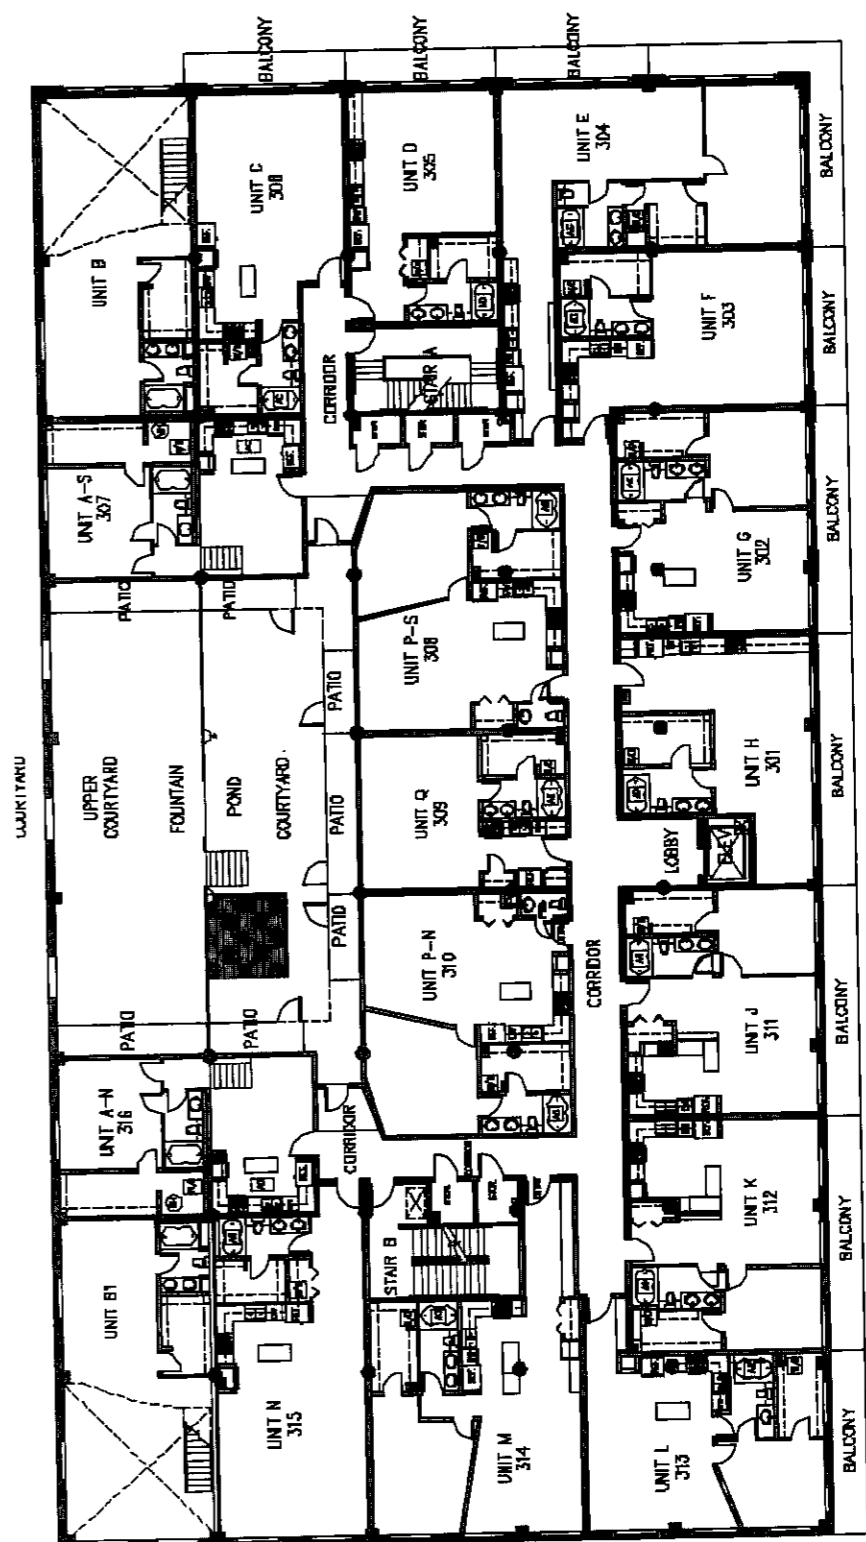 BALCONY
BALCONY
BALCONY
UNIT B
UNIT C
308
UNIT D
305
UNIT E
304
BALCONY
UNIT F
303
BALCONY
STAIR A
CORRIDOR
UNIT A-S
307
UNIT G
302
BALCONY
PATIO
PATIO
UNIT P-S
308
PATIO
UNIT H
301
BALCONY
COURTYARD
UPPER
COURTYARD
FOUNTAIN
POND
COURTYARD
PATIO
UNIT Q
309
LOBBY
ELEV
PATIO
UNIT P-N
310
CORRIDOR
UNIT J
311
BALCONY
PATIO
PATIO
UNIT A-N
316
CORRIDOR
UNIT K
312
BALCONY
STAIR B
UNIT B1
UNIT N
315
UNIT M
314
UNIT L
313
BALCONY